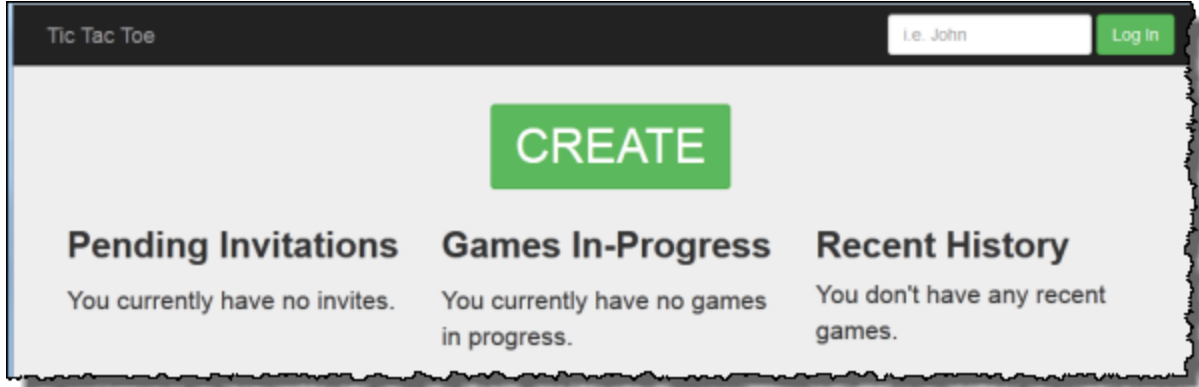 Tic Tac Toe
i.e. John
Log In
CREATE
Pending Invitations
You currently have no invites.
Games In-Progress
You currently have no games
in progress.
Recent History
You don't have any recent
games.